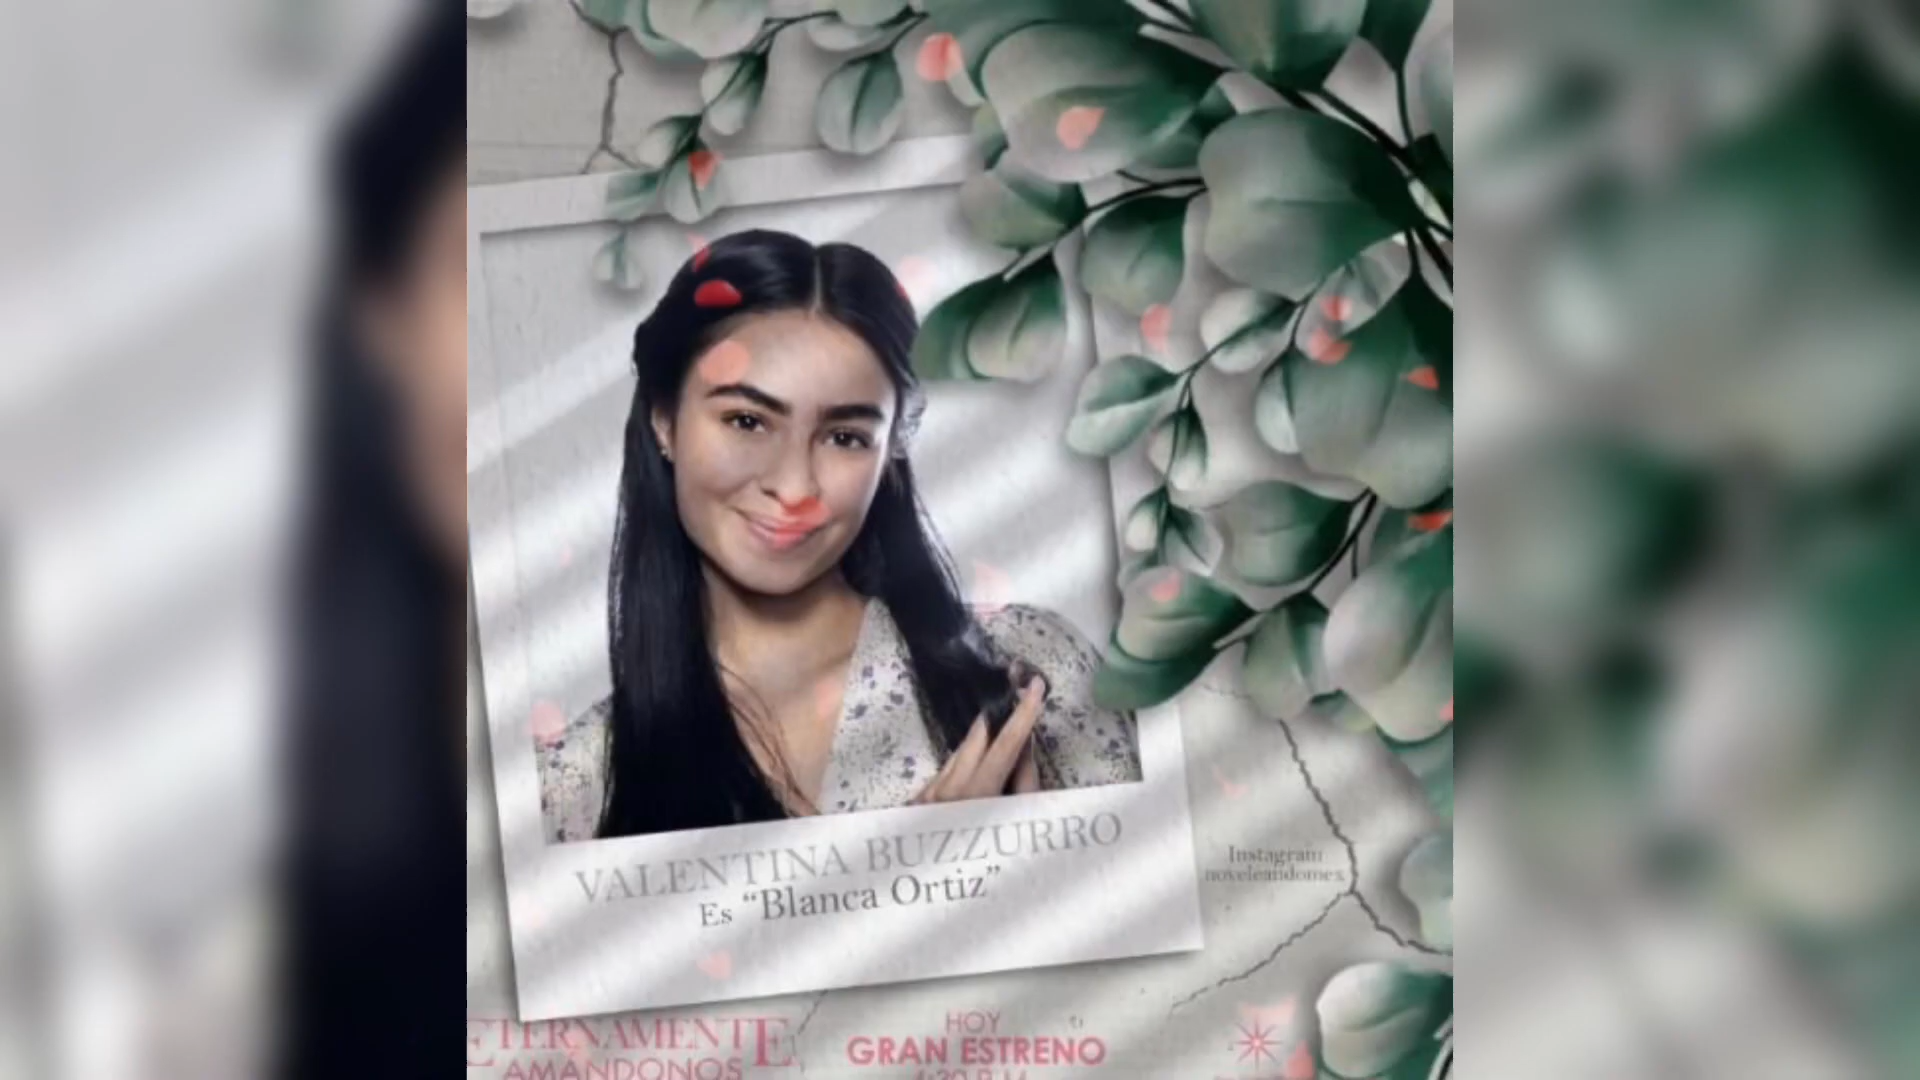 VALENTINA BUZZURRO
Es “Blanca Ortiz”
Instagram
noveleandomex
ETERNAMENTE
AMÁNDONOS
HOY
GRAN ESTRENO